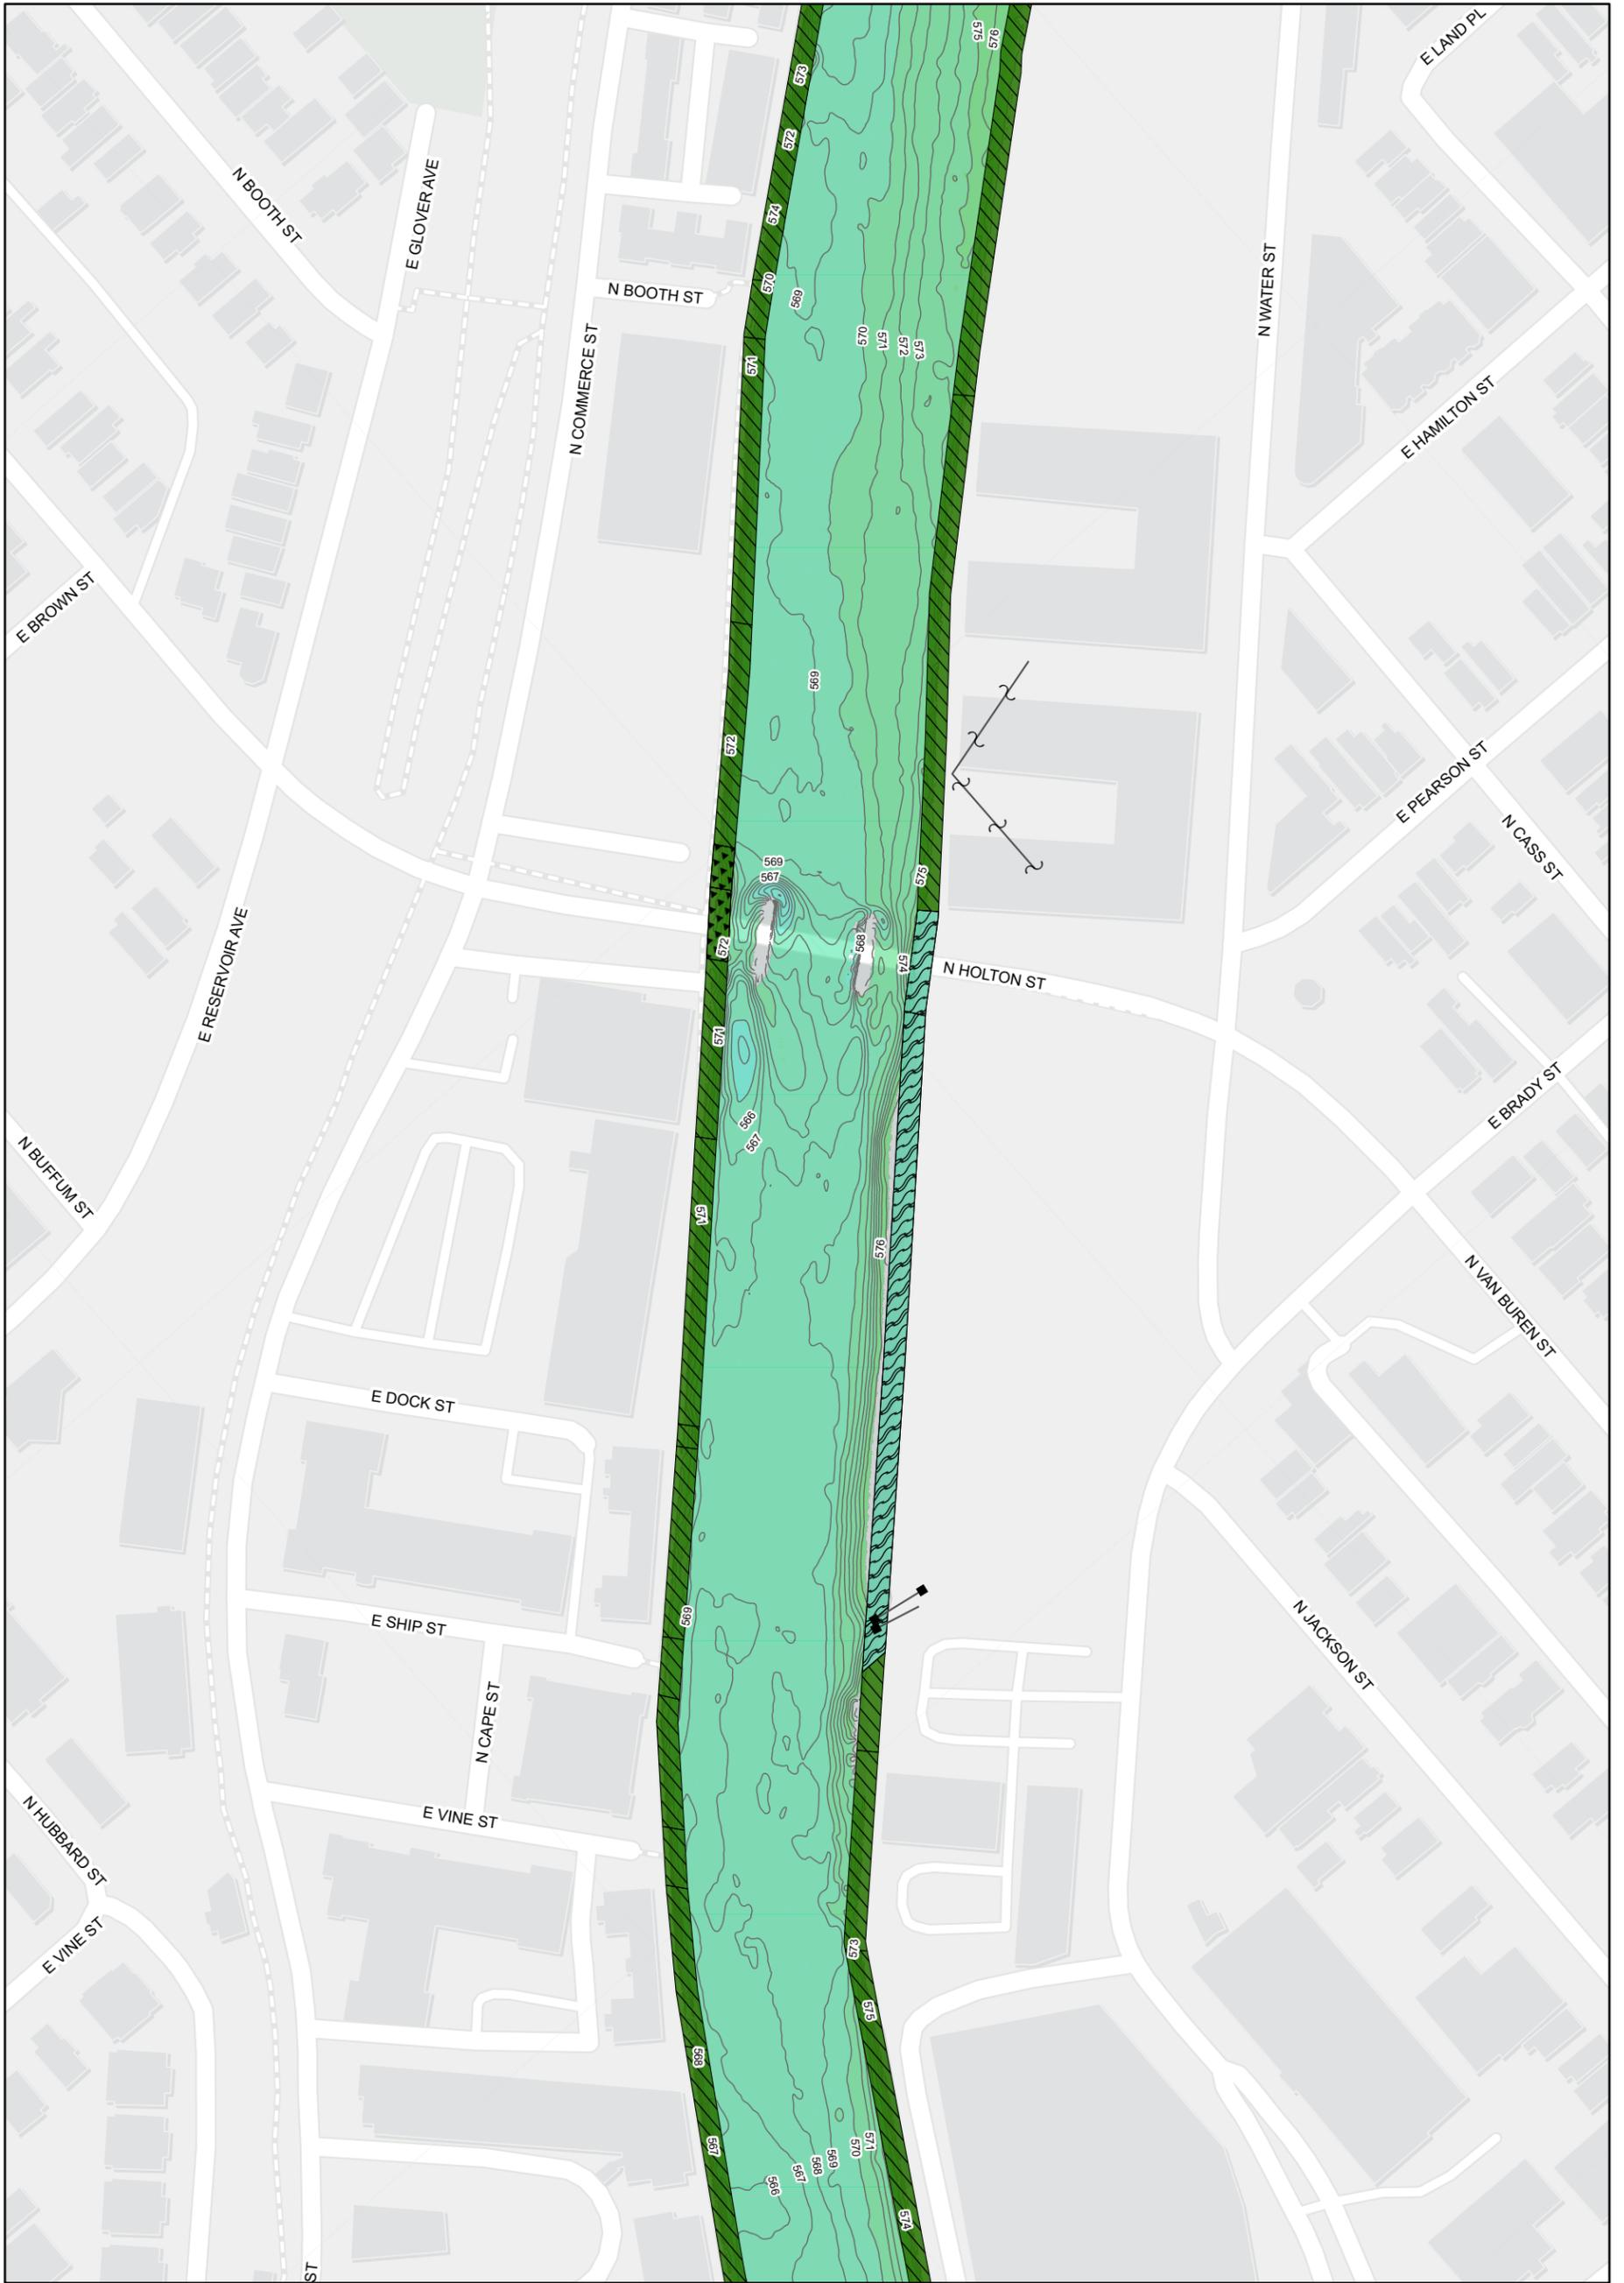 E LAND PL
575
576
573
572
N BOOTH ST
E GLOVER AVE
574
570
569
N BOOTH ST
N WATER ST
N COMMERCE ST
570
571
572
573
571
E HAMILTON ST
E BROWN ST
569
572
E PEARSON ST
N CASS ST
569
567
575
572
568
574
N HOLTON ST
E RESERVOIR AVE
571
566
567
E BRADY ST
N BUFFUM ST
571
576
N VAN BUREN ST
E DOCK ST
569
E SHIP ST
N JACKSON ST
N CAPE ST
E VINE ST
N HUBBARD ST
E VINE ST
573
575
568
567
566
567
568
569
570
571
574
ST